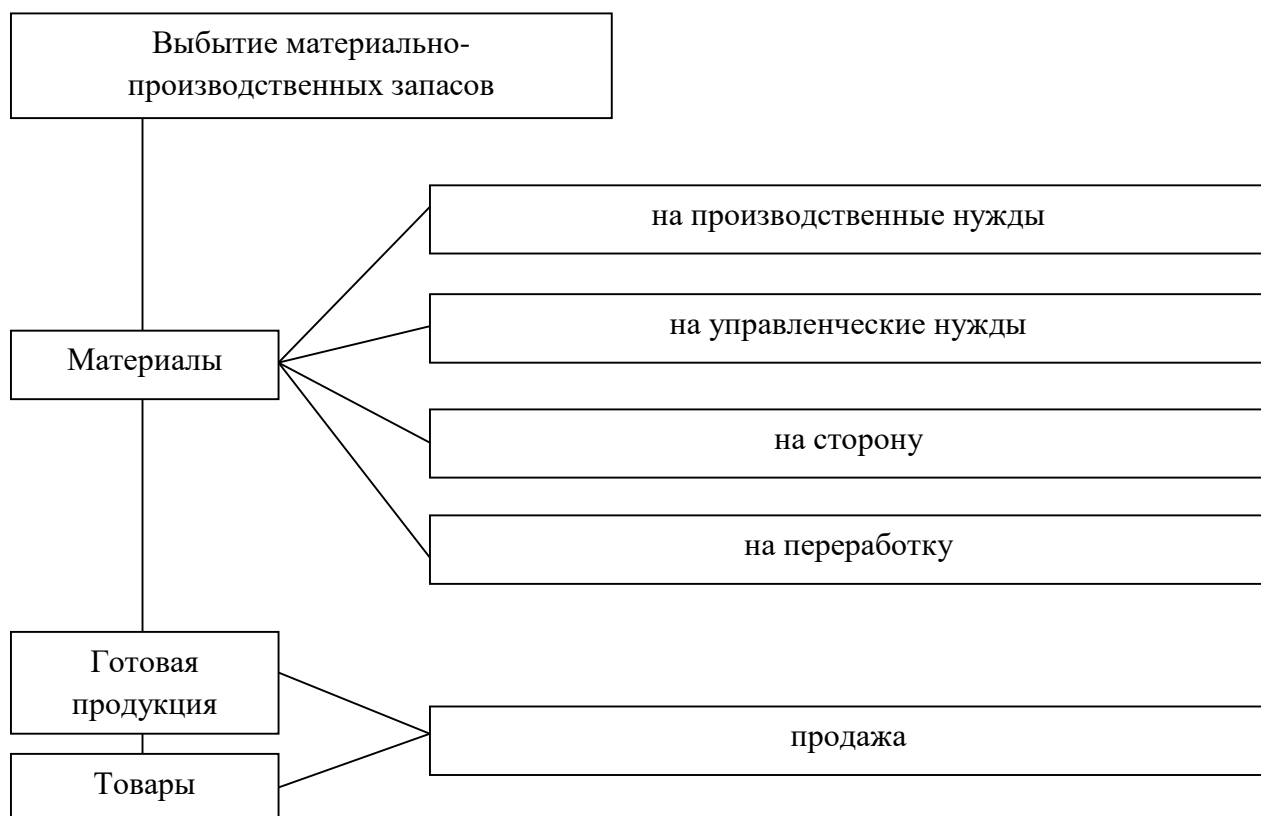 Выбытие материально-
производственных запасов
на производственные нужды
на управленческие нужды
Материалы
на сторону
на переработку
Готовая
продукция
продажа
Товары